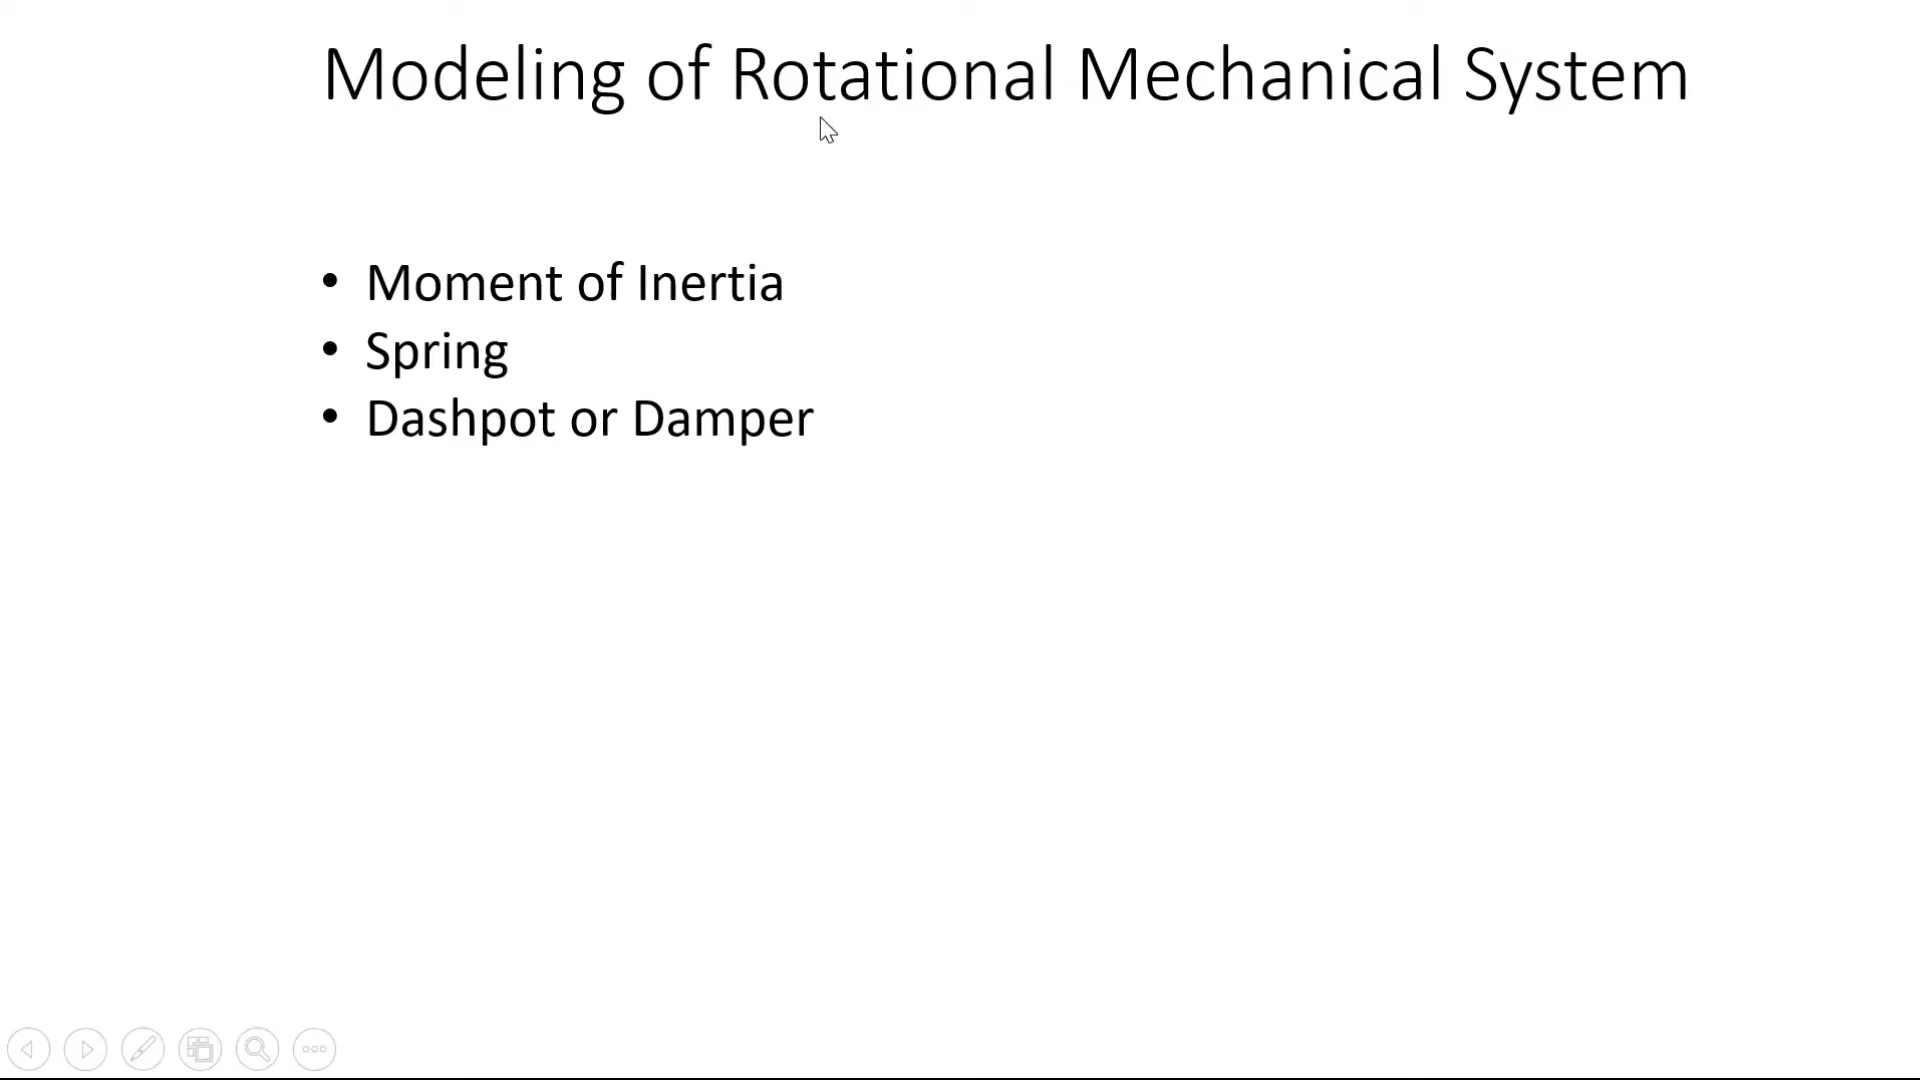 Modeling of Rotational Mechanical System
• Moment of Inertia
• Spring
• Dashpot or Damper